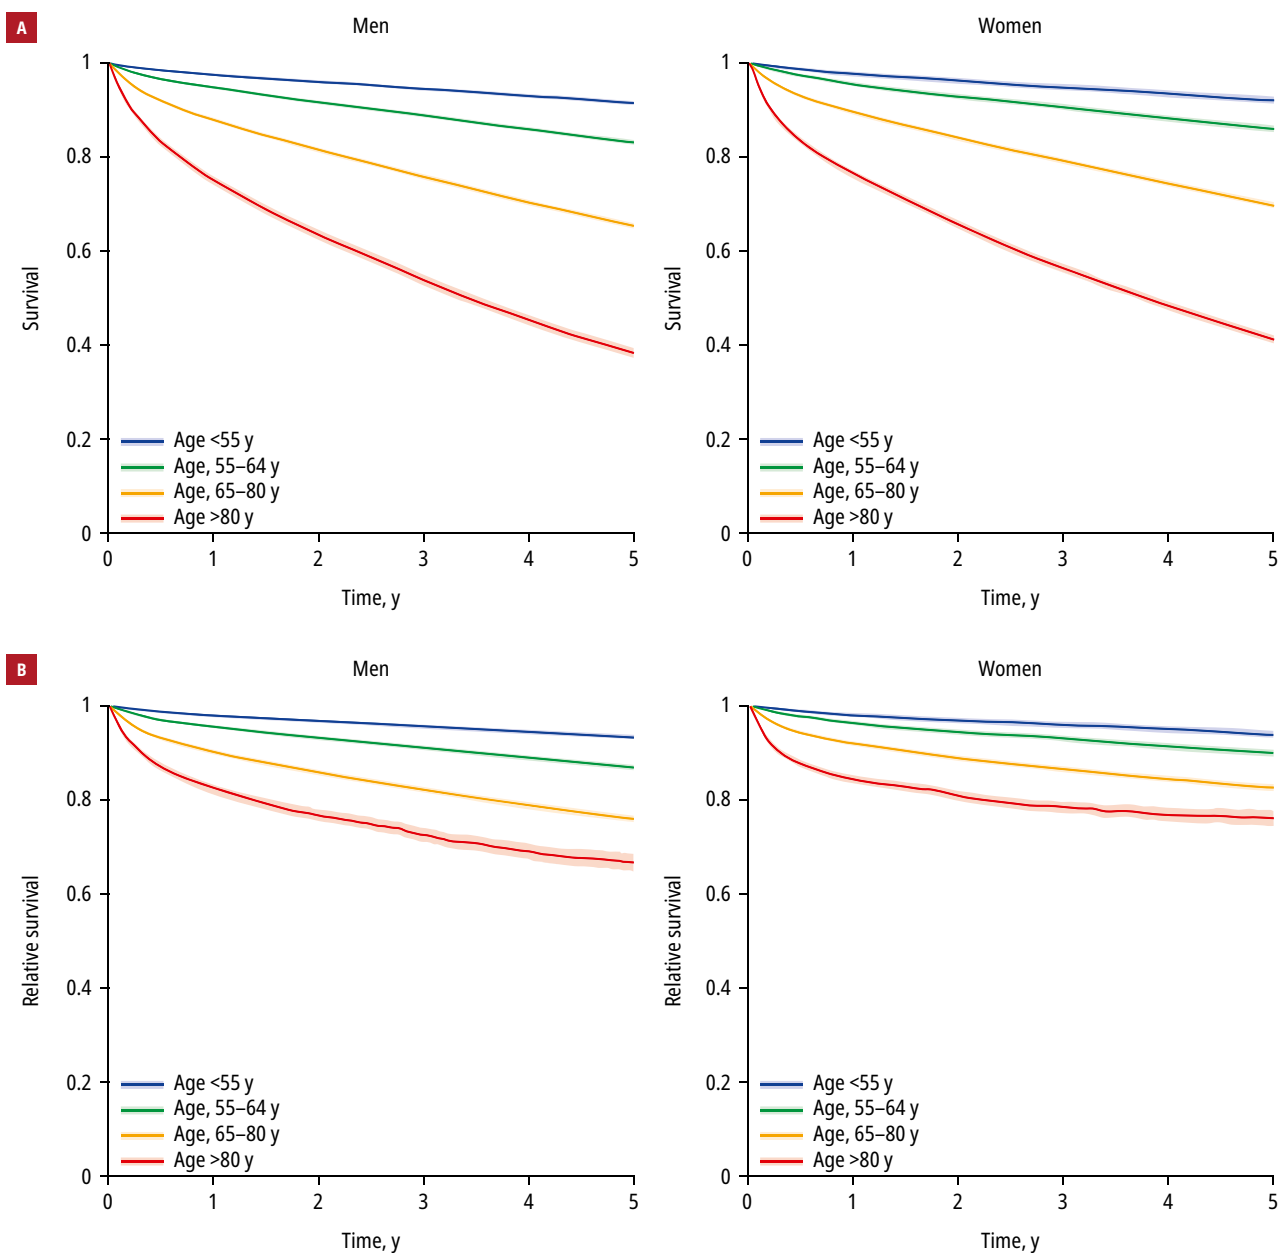 A
Men
Women
Survival
1
0.8
0.6
0.4
0.2
0
Age <55 y
Age, 55–64 y
Age, 65–80 y
Age >80 y
0 1 2 3 4 5
Time, y
Survival
1
0.8
0.6
0.4
0.2
0
Age <55 y
Age, 55–64 y
Age, 65–80 y
Age >80 y
0 1 2 3 4 5
Time, y
B
Men
Women
Relative survival
1
0.8
0.6
0.4
0.2
0
Age <55 y
Age, 55–64 y
Age, 65–80 y
Age >80 y
0 1 2 3 4 5
Time, y
Relative survival
1
0.8
0.6
0.4
0.2
0
Age <55 y
Age, 55–64 y
Age, 65–80 y
Age >80 y
0 1 2 3 4 5
Time, y